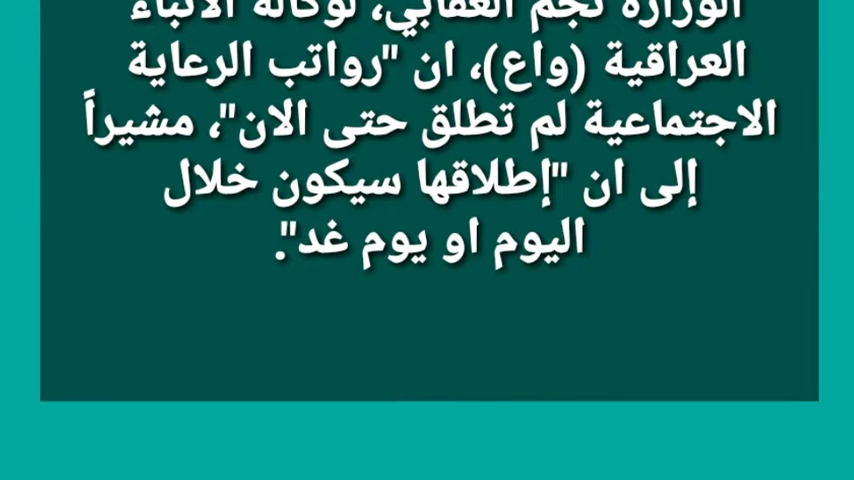 الوزارة نجم العقابي، لوكالة الانباء
العراقية (واع)، ان "رواتب الرعاية
الاجتماعية لم تطلق حتى الان"، مشيراً
إلى ان "إطلاقها سيكون خلال
اليوم او يوم غد".